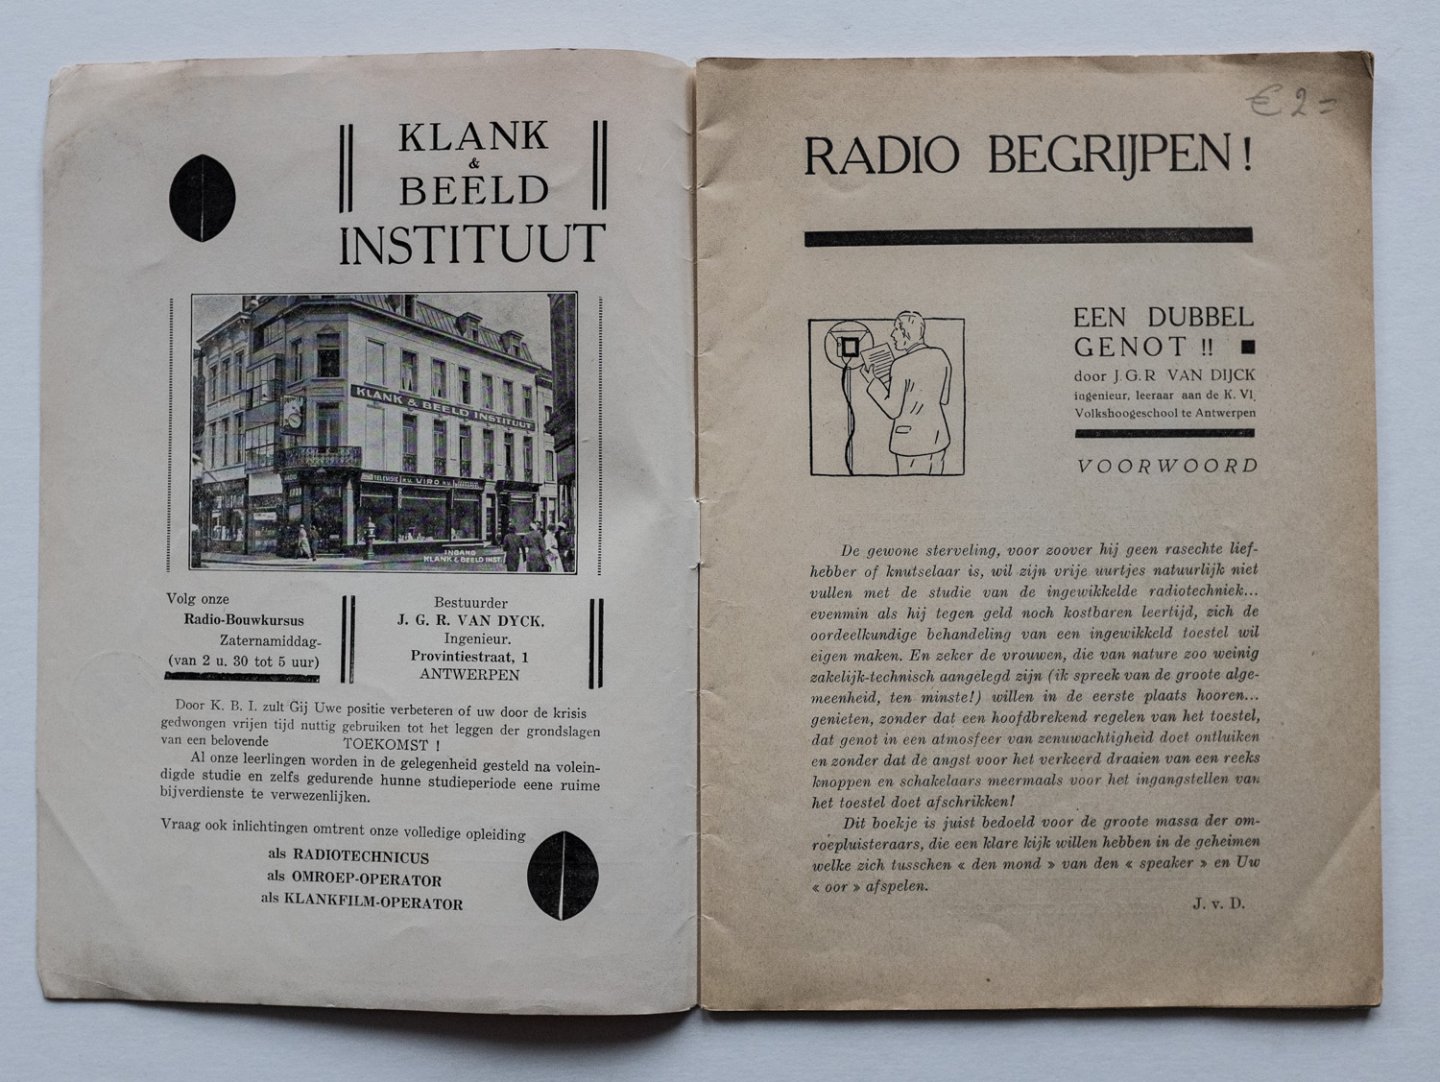 KLANK
&
BEELD
INSTITUUT
KLANK & BEELD INSTITUUT
TELEVISIE
VIRO
INGANG
KLANK & BEELD INST.
Volg onze
Radio-Bouwkursus
Zaternamiddag-
(van 2 u. 30 tot 5 uur)
Bestuurder
J. G. R. VAN DYCK,
Ingenieur.
Provintiestraat, 1
ANTWERPEN
Door K. B. I. zult Gij Uwe positie verbeteren of uw door de krisis
gedwongen vrijen tijd nuttig gebruiken tot het leggen der grondslagen
van een belovende TOEKOMST !
Al onze leerlingen worden in de gelegenheid gesteld na volein-
digde studie en zelfs gedurende hunne studieperiode eene ruime
bijverdienste te verwezenlijken.
Vraag ook inlichtingen omtrent onze volledige opleiding
als RADIOTECHNICUS
als OMROEP-OPERATOR
als KLANKFILM-OPERATOR
€ 2=
RADIO BEGRIJPEN!
EEN DUBBEL
GENOT !!
door J.G.R VAN DIJCK
ingenieur, leeraar aan de K. VI.
Volkshoogeschool te Antwerpen
VOORWOORD
De gewone sterveling, voor zoover hij geen rasechte lief-
hebber of knutselaar is, wil zijn vrije uurtjes natuurlijk niet
vullen met de studie van de ingewikkelde radiotechniek...
evenmin als hij tegen geld noch kostbaren leertijd, zich de
oordeelkundige behandeling van een ingewikkeld toestel wil
eigen maken. En zeker de vrouwen, die van nature zoo weinig
zakelijk-technisch aangelegd zijn (ik spreek van de groote alge-
meenheid, ten minste!) willen in de eerste plaats hooren...
genieten, zonder dat een hoofdbrekend regelen van het toestel,
dat genot in een atmosfeer van zenuwachtigheid doet ontluiken
en zonder dat de angst voor het verkeerd draaien van een reeks
knoppen en schakelaars meermaals voor het ingangstellen van
het toestel doet afschrikken!
Dit boekje is juist bedoeld voor de groote massa der om-
roepluisteraars, die een klare kijk willen hebben in de geheimen
welke zich tusschen « den mond » van den « speaker » en Uw
« oor » afspelen.
J. v. D.